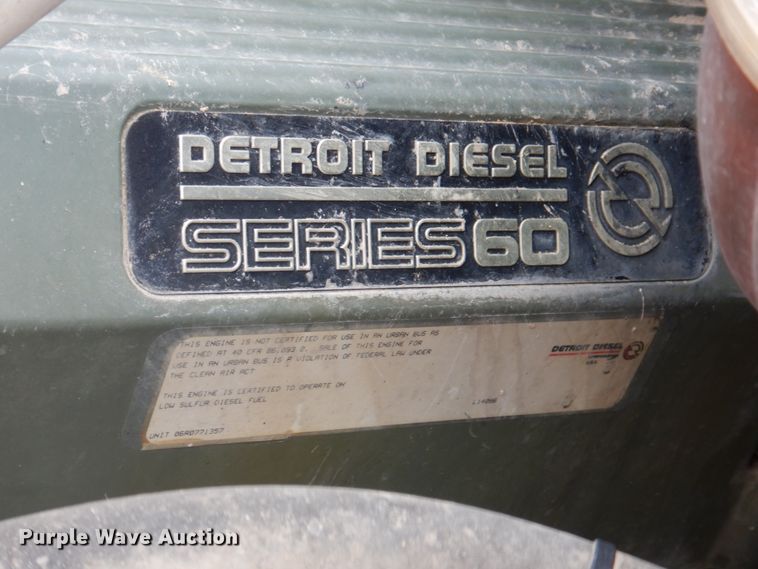 DETROIT DIESEL
SERIES 60
THIS ENGINE IS NOT CERTIFIED FOR USE IN AN URBAN BUS AS
DEFINED AT 40 CFR 86.093 2. SALE OF THIS ENGINE FOR
USE IN AN URBAN BUS IS A VIOLATION OF FEDERAL LAW UNDER
THE CLEAN AIR ACT
THIS ENGINE IS CERTIFIED TO OPERATE ON
LOW SULFUR DIESEL FUEL
DETROIT DIESEL
USA
UNIT 06R0771357
Purple Wave Auction